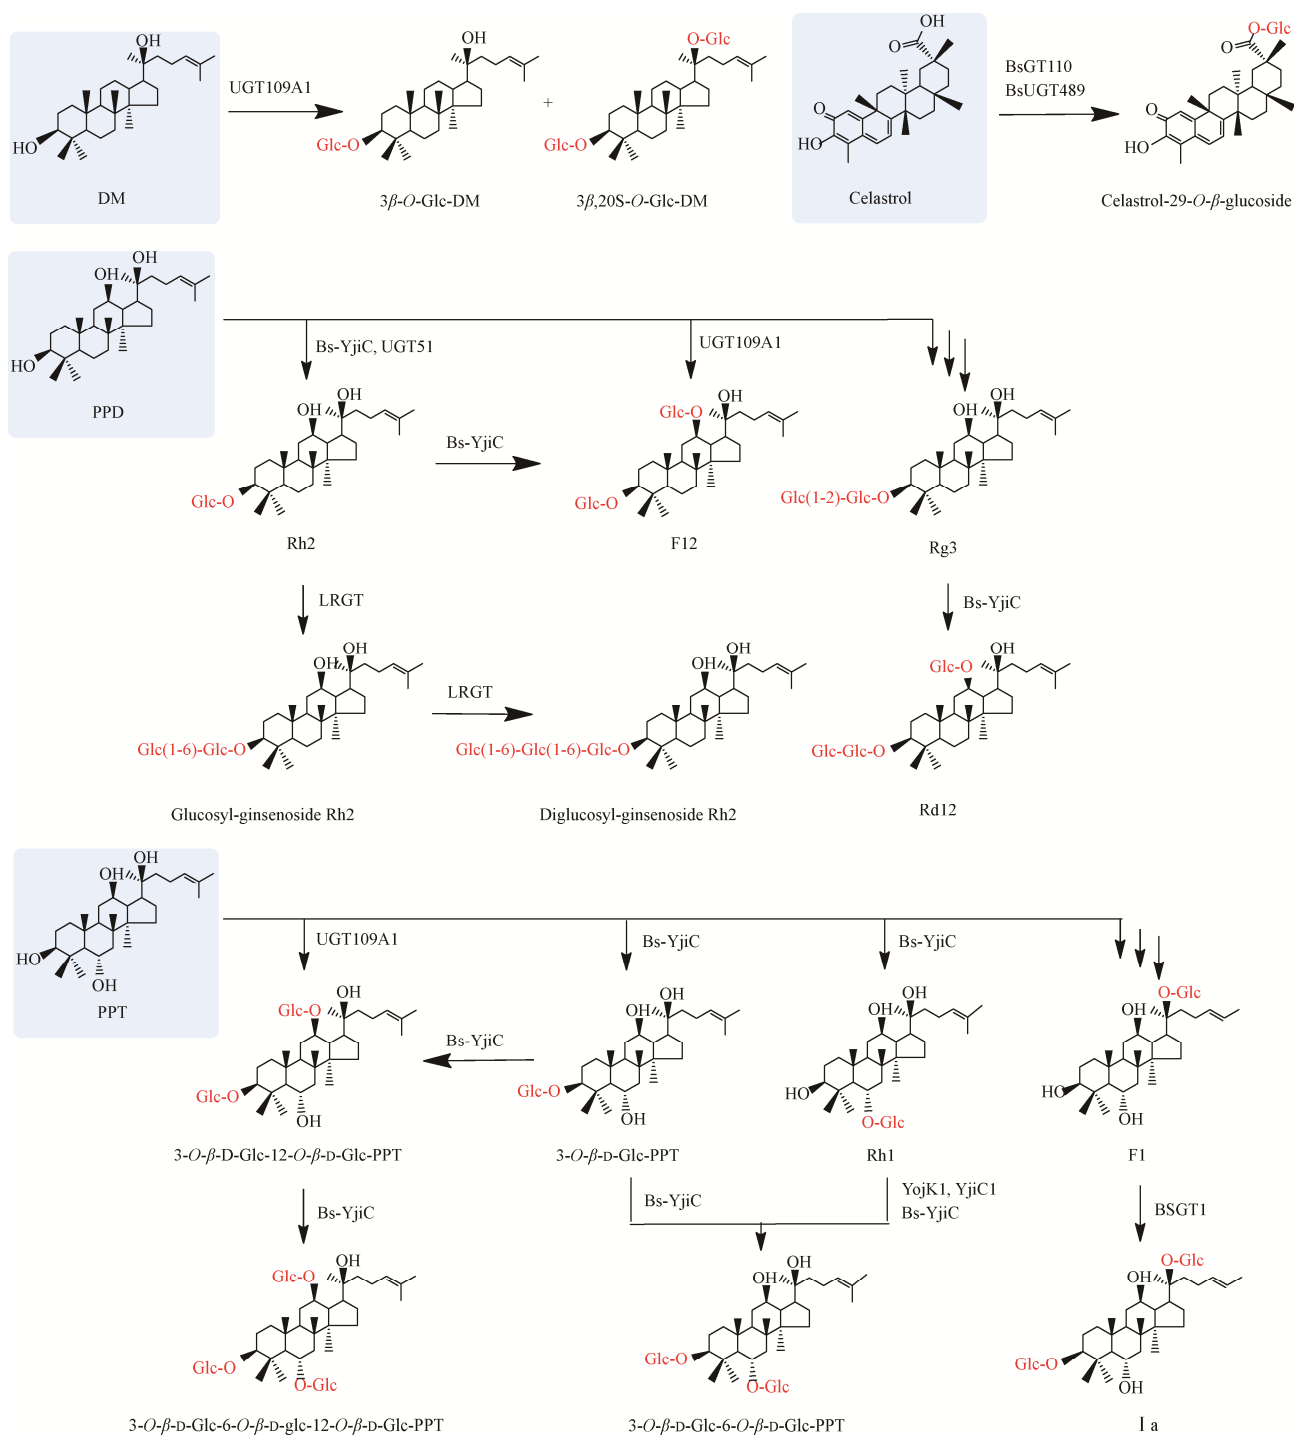 OH
UGT109A1
HO
DM
OH
Glc-O
3β-O-Glc-DM
+
O-Glc
Glc-O
3β,20S-O-Glc-DM
OH
O
O
HO
Celastrol
BsGT110
BsUGT489
O-Glc
O
O
HO
Celastrol-29-O-β-glucoside
OH
OH
HO
PPD
Bs-YjiC, UGT51
UGT109A1
OH
OH
Glc-O
Rh2
Bs-YjiC
OH
Glc-O
Glc-O
F12
OH
OH
Glc(1-2)-Glc-O
Rg3
LRGT
Bs-YjiC
OH
OH
Glc(1-6)-Glc-O
Glucosyl-ginsenoside Rh2
LRGT
OH
OH
Glc(1-6)-Glc(1-6)-Glc-O
Diglucosyl-ginsenoside Rh2
OH
Glc-O
Glc-Glc-O
Rd12
OH
OH
HO
OH
PPT
UGT109A1
Bs-YjiC
Bs-YjiC
OH
Glc-O
Glc-O
OH
3-O-β-D-Glc-12-O-β-D-Glc-PPT
Bs-YjiC
OH
OH
Glc-O
OH
3-O-β-D-Glc-PPT
OH
OH
HO
O-Glc
Rh1
O-Glc
OH
HO
OH
F1
Bs-YjiC
Bs-YjiC
YojK1, YjiC1
Bs-YjiC
BSGT1
OH
Glc-O
Glc-O
O-Glc
3-O-β-D-Glc-6-O-β-D-glc-12-O-β-D-Glc-PPT
OH
OH
Glc-O
O-Glc
3-O-β-D-Glc-6-O-β-D-Glc-PPT
O-Glc
OH
Glc-O
OH
Ⅰa